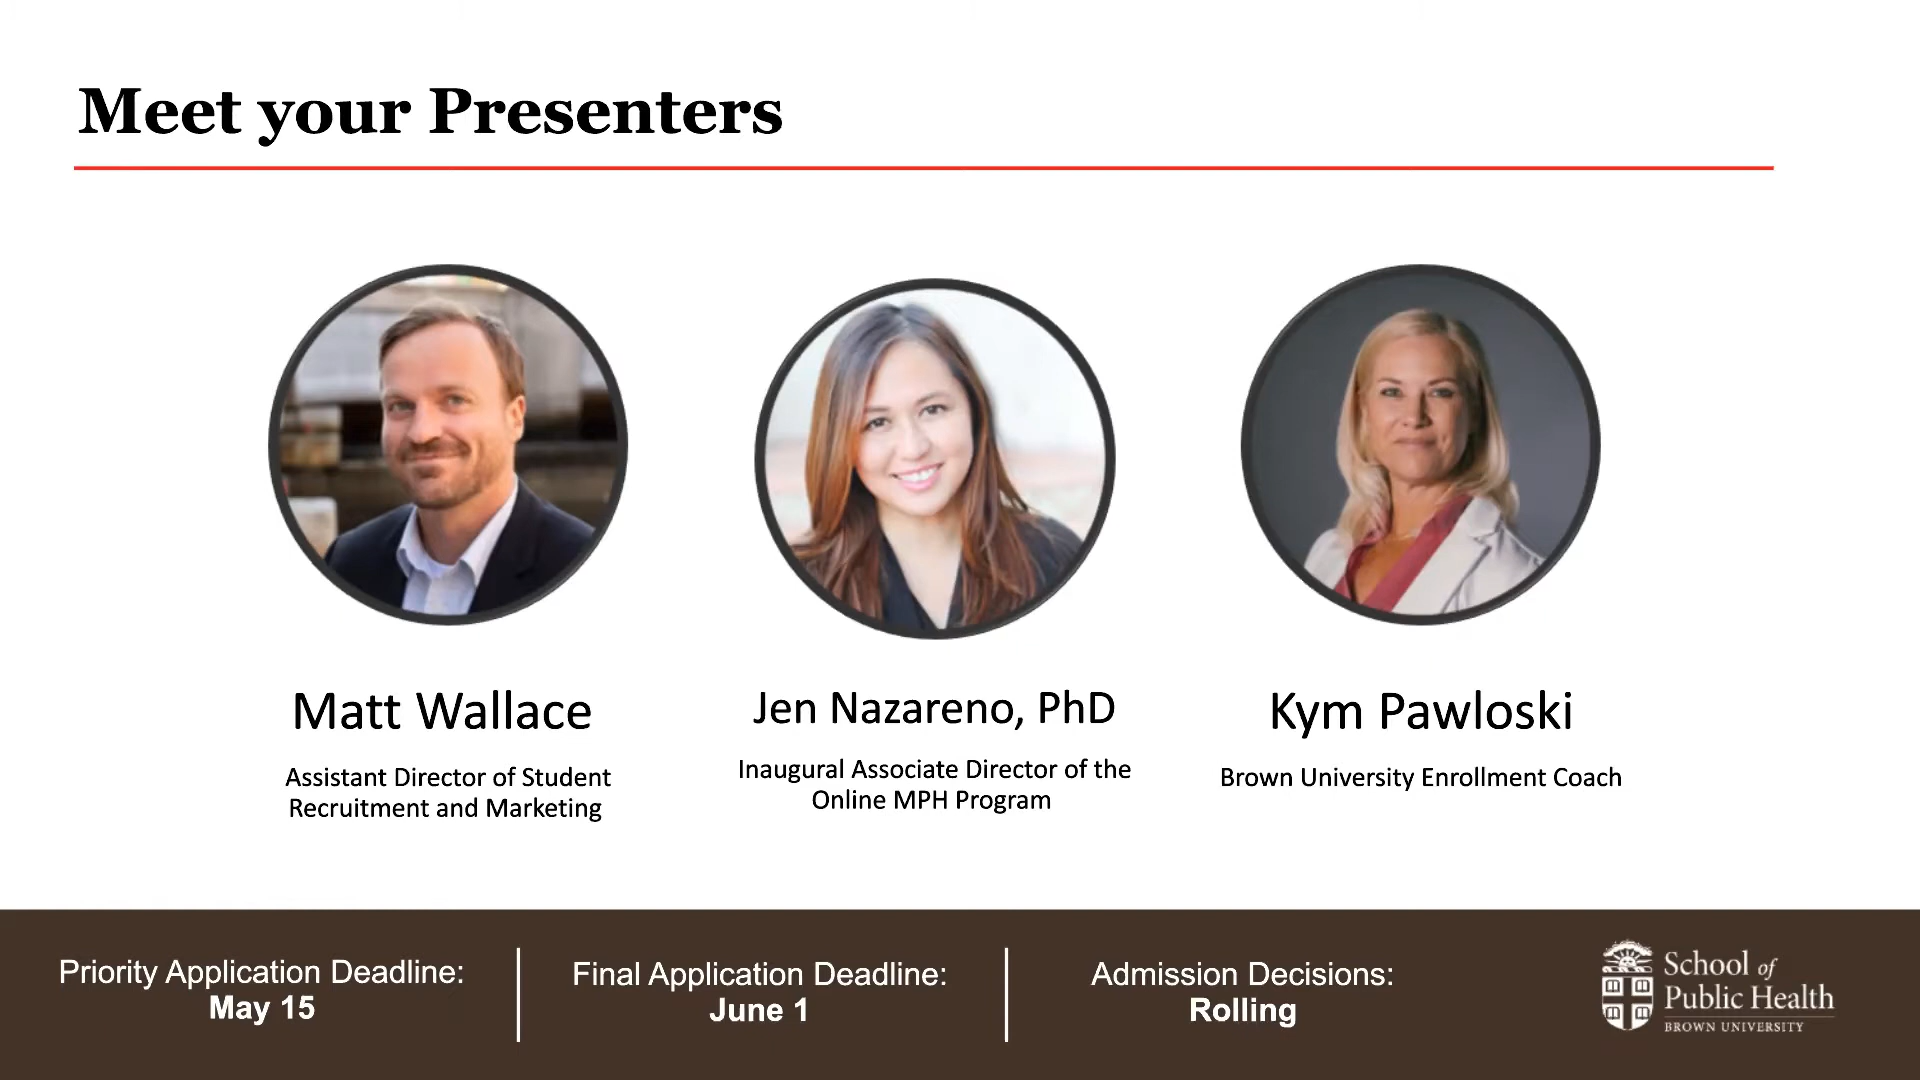 Meet your Presenters
Matt Wallace
Assistant Director of Student
Recruitment and Marketing
Jen Nazareno, PhD
Inaugural Associate Director of the
Online MPH Program
Kym Pawloski
Brown University Enrollment Coach
Priority Application Deadline:
May 15
Final Application Deadline:
June 1
Admission Decisions:
Rolling
School of
Public Health
BROWN UNIVERSITY